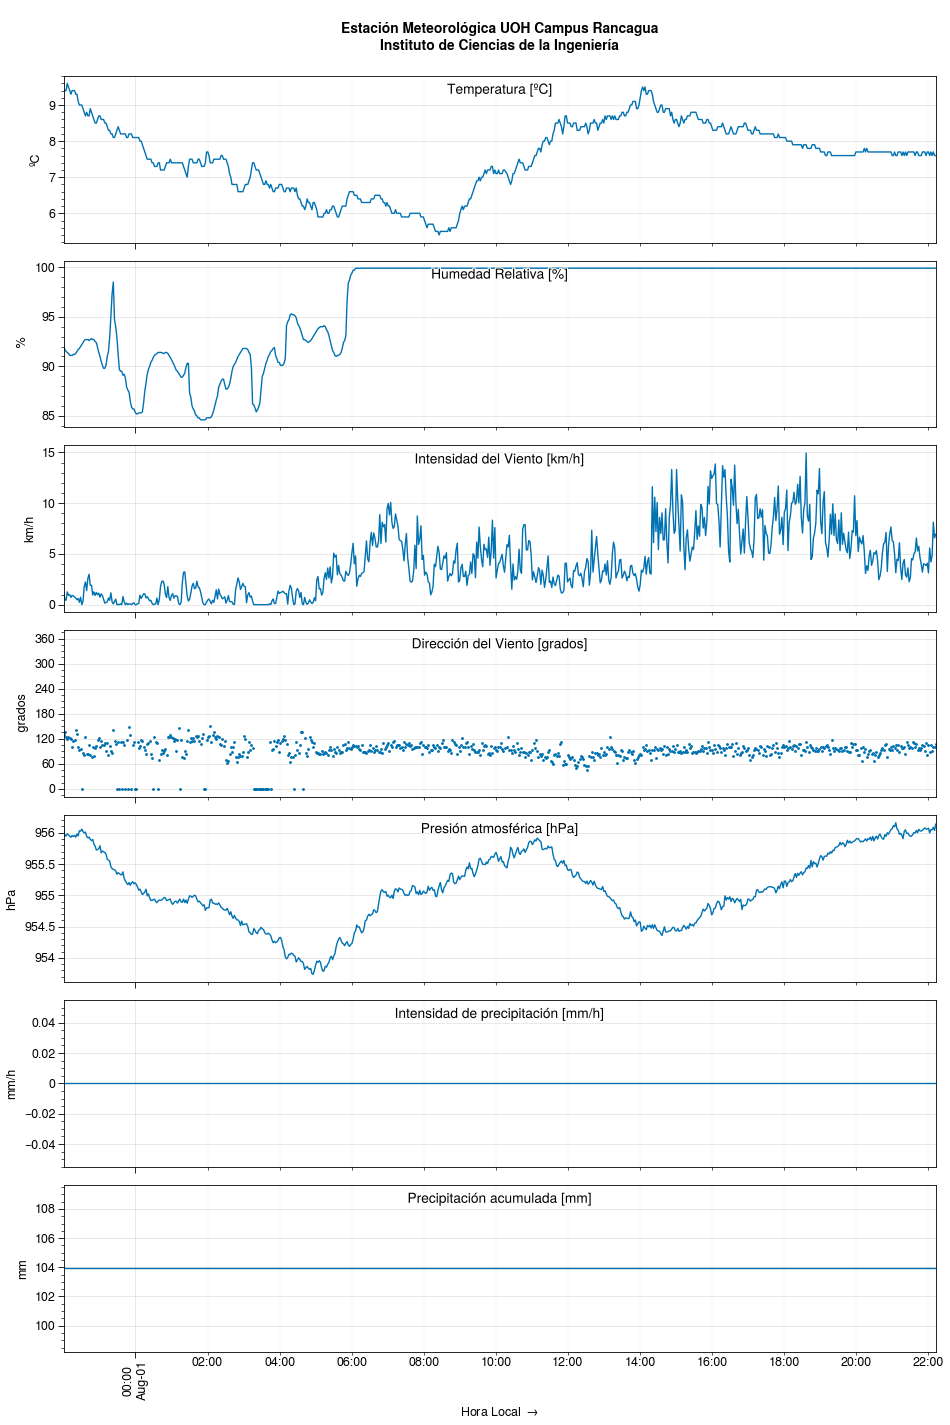 Estación Meteorológica UOH Campus Rancagua
Instituto de Ciencias de la Ingeniería
Temperatura [ºC]
ºC
9
8
7
6
Humedad Relativa [%]
%
100
95
90
85
Intensidad del Viento [km/h]
km/h
15
10
5
0
Dirección del Viento [grados]
grados
360
300
240
180
120
60
0
Presión atmosférica [hPa]
hPa
956
955.5
955
954.5
954
Intensidad de precipitación [mm/h]
mm/h
0.04
0.02
0
−0.02
−0.04
Precipitación acumulada [mm]
mm
108
106
104
102
100
00:00
Aug-01
02:00 04:00 06:00 08:00 10:00 12:00 14:00 16:00 18:00 20:00 22:00
Hora Local →